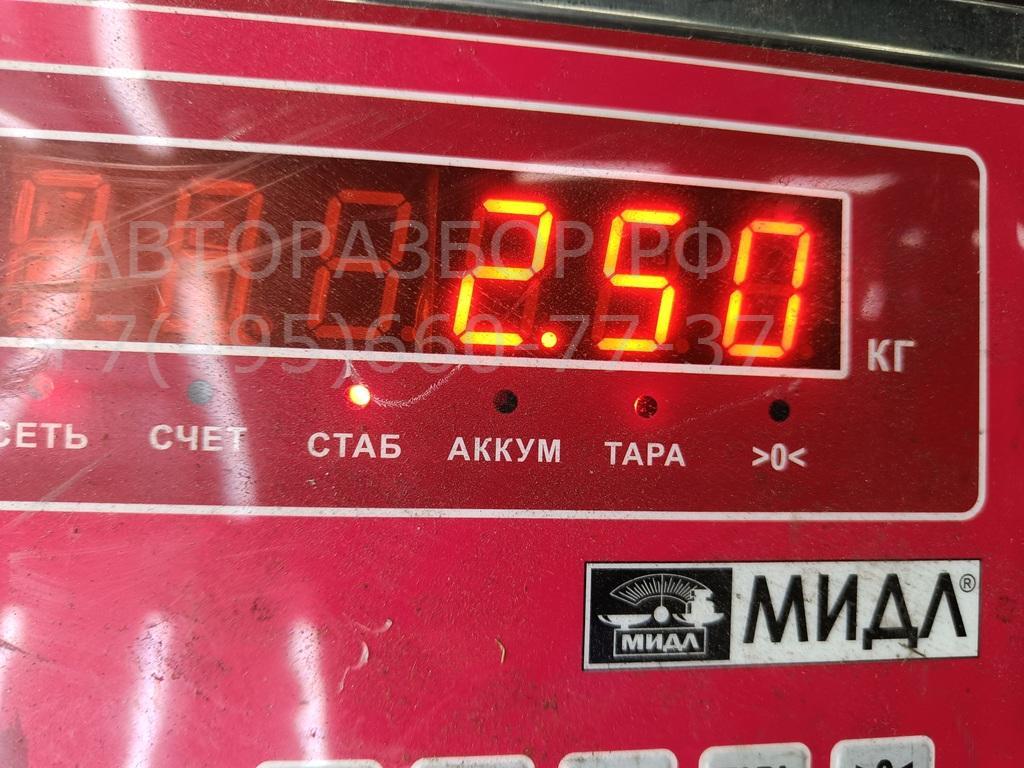 АВТОРАЗБОР.РФ
+7(495)660-77-37
2.50
КГ
СЕТЬ СЧЕТ СТАБ АККУМ ТАРА >0<
МИДЛ МИДЛ®